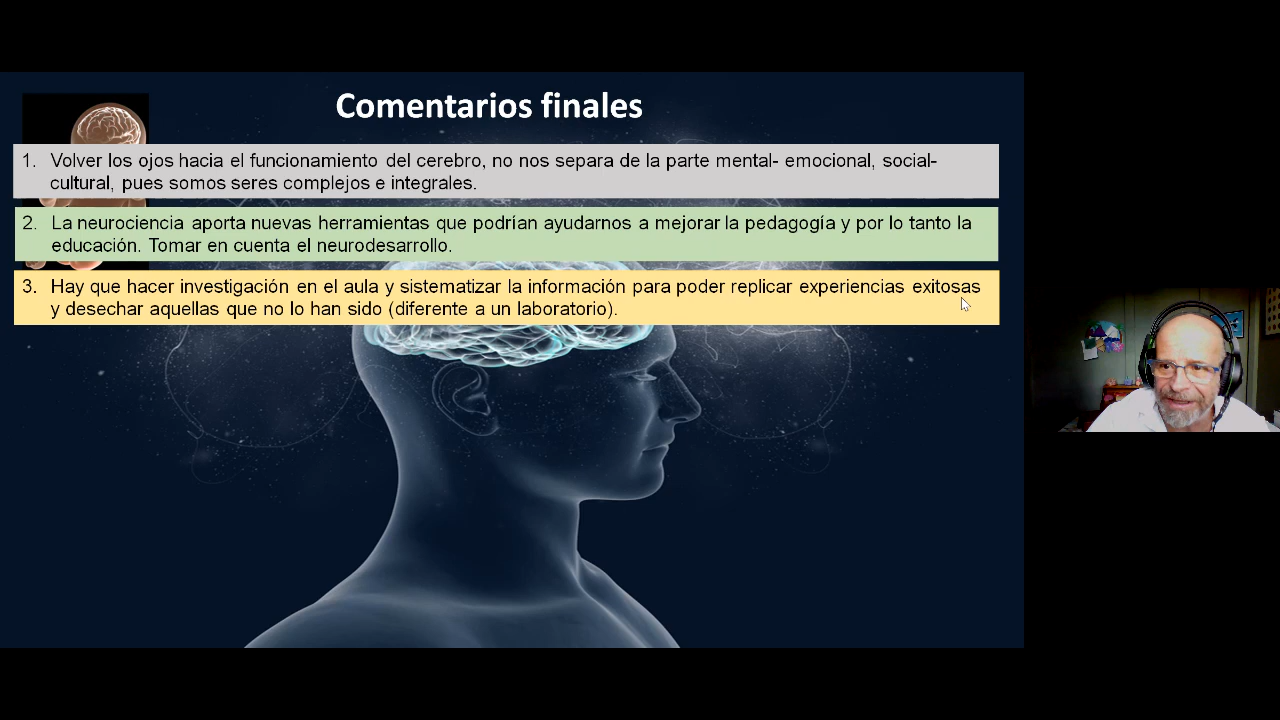 Comentarios finales
1. Volver los ojos hacia el funcionamiento del cerebro, no nos separa de la parte mental- emocional, social-
cultural, pues somos seres complejos e integrales.
2. La neurociencia aporta nuevas herramientas que podrían ayudarnos a mejorar la pedagogía y por lo tanto la
educación. Tomar en cuenta el neurodesarrollo.
3. Hay que hacer investigación en el aula y sistematizar la información para poder replicar experiencias exitosas
y desechar aquellas que no lo han sido (diferente a un laboratorio).